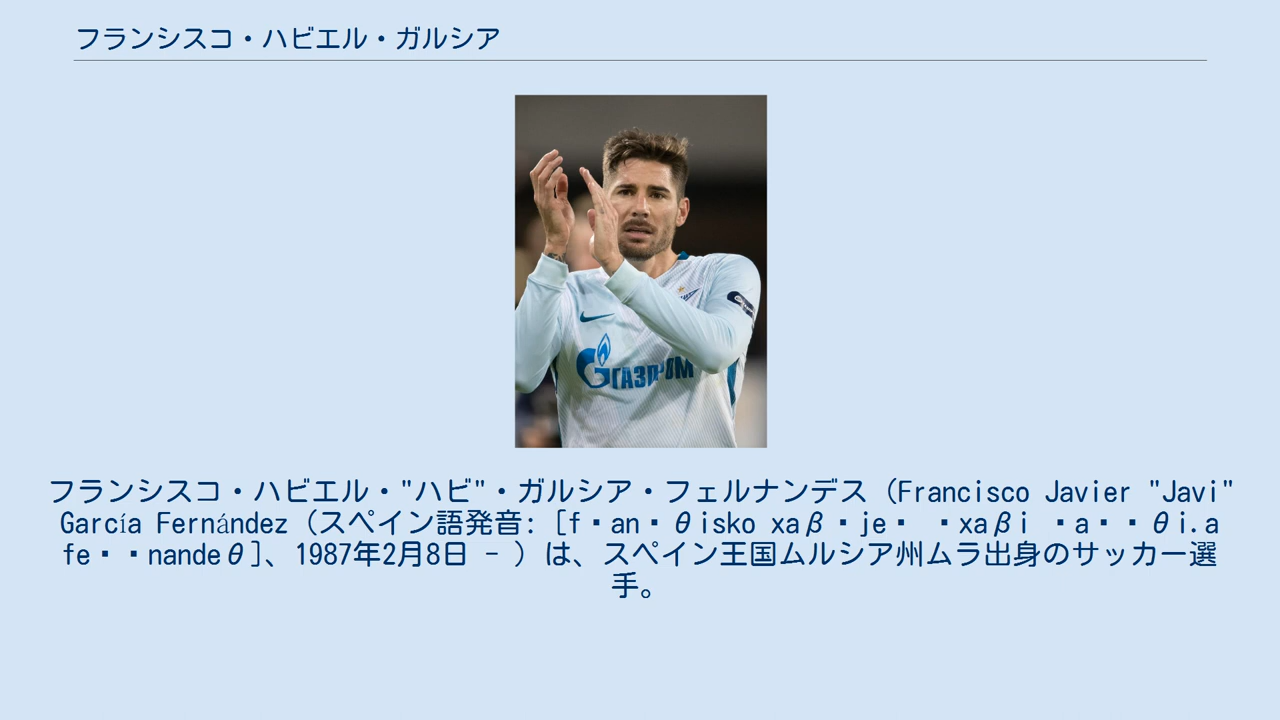 フランシスコ・ハビエル・ガルシア
ГАЗПРОМ
フランシスコ・ハビエル・"ハビ"・ガルシア・フェルナンデス（Francisco Javier "Javi"
García Fernández（スペイン語発音: [f▪an▪θisko xaβ▪je▪ ▪xaβi ▪a▪▪θi.a
fe▪▪nandeθ]、1987年2月8日 - ）は、スペイン王国ムルシア州ムラ出身のサッカー選
手。